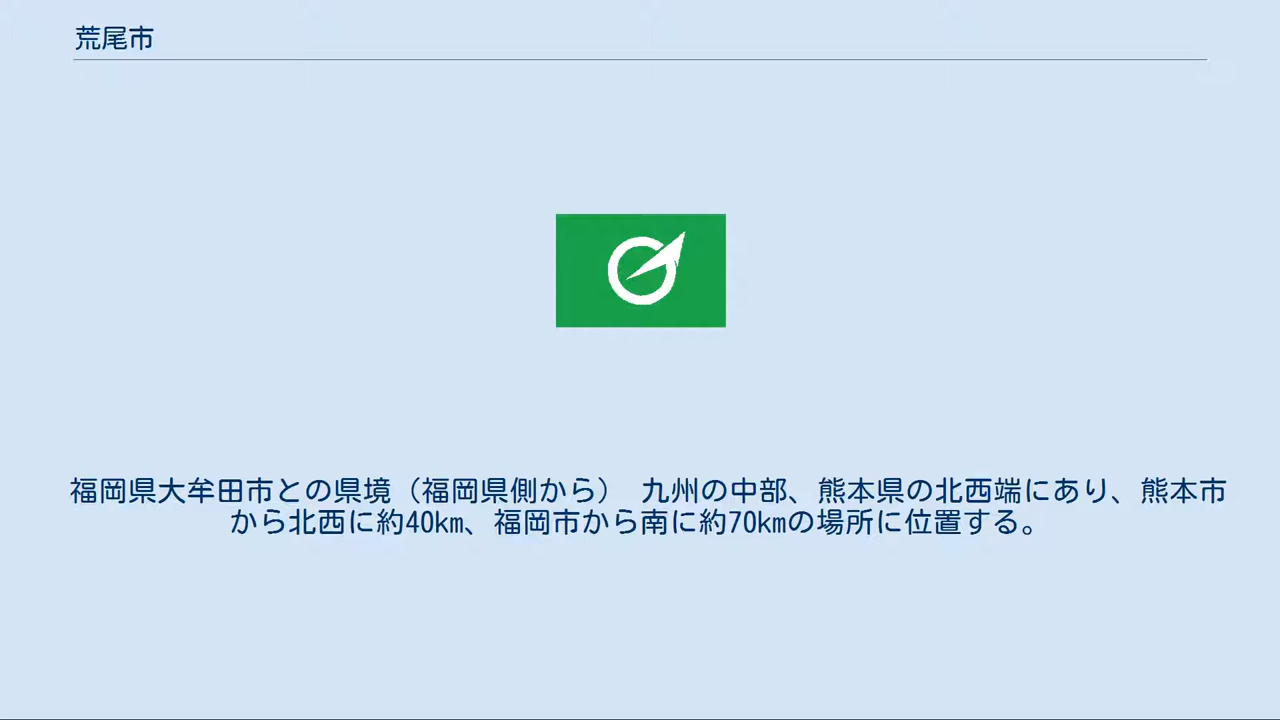 荒尾市
福岡県大牟田市との県境（福岡県側から） 九州の中部、熊本県の北西端にあり、熊本市
から北西に約40km、福岡市から南に約70kmの場所に位置する。